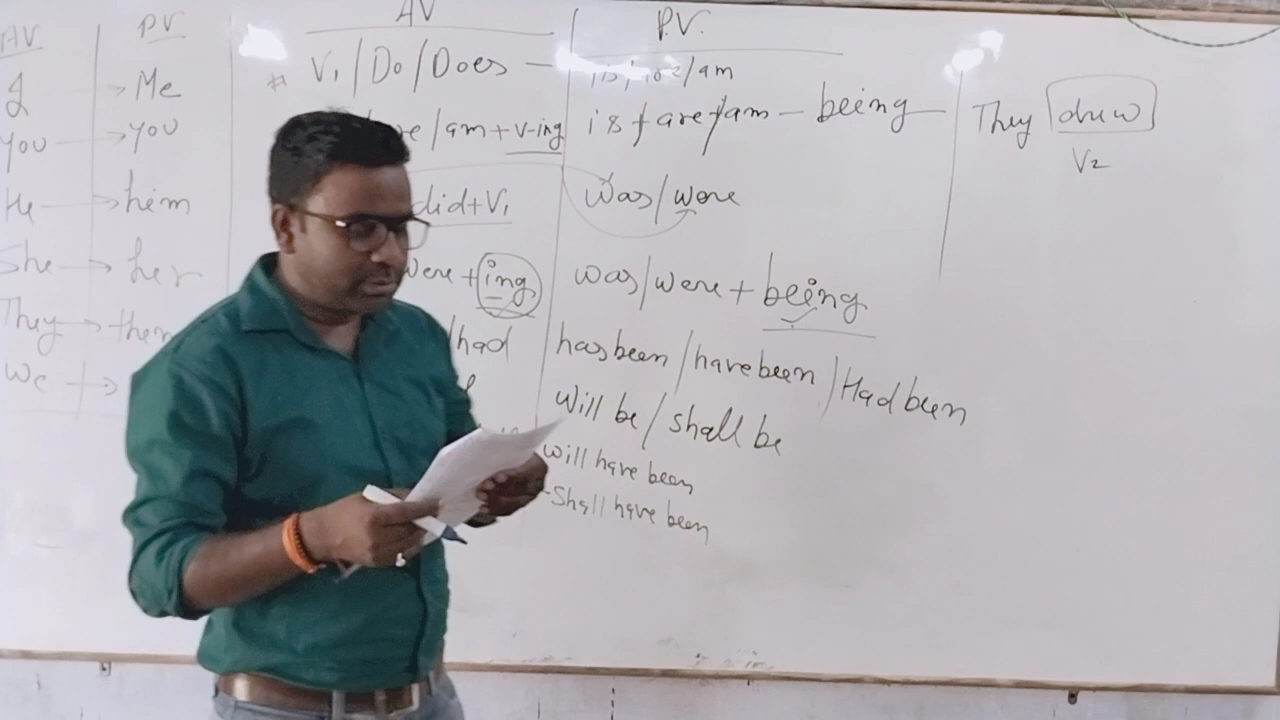 AV PV
I → Me
You → you
He → him
She → her
They → them
We →
AV P.V.
V₁/Do/Does — is/are/am
/am+v-ing is/are/am – being
did+V₁ was/were
were+ing was/were + being
/had has been/have been/Had been
Will be/shall be
will have been
Shall have been
They drew
V₂